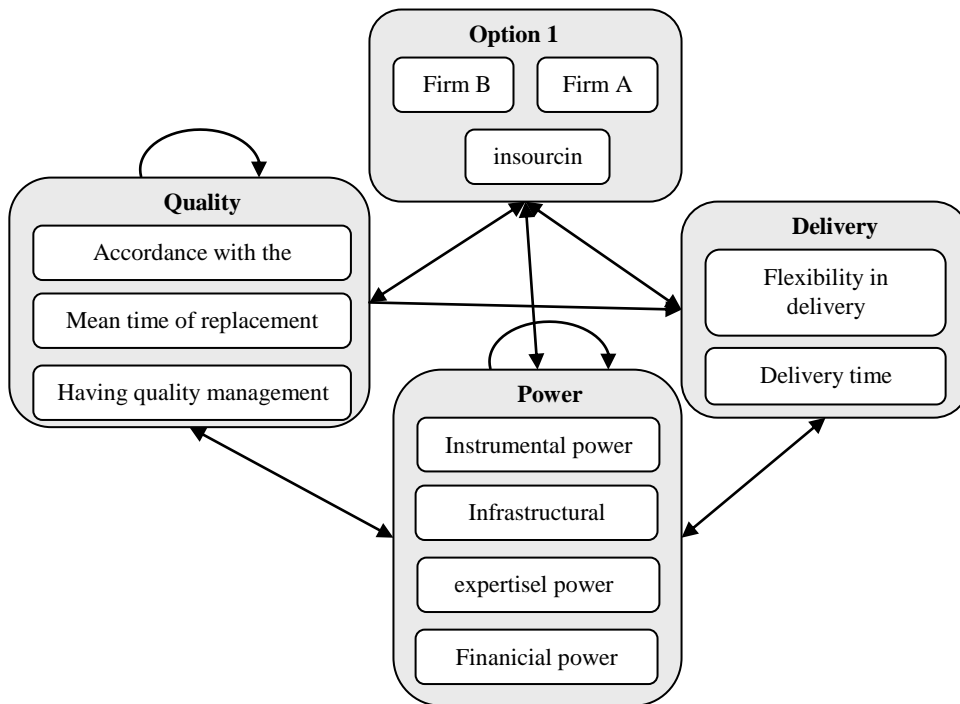 Option 1
Firm B
Firm A
insourcin
Quality
Accordance with the
Mean time of replacement
Having quality management
Delivery
Flexibility in
delivery
Delivery time
Power
Instrumental power
Infrastructural
expertisel power
Finanicial power